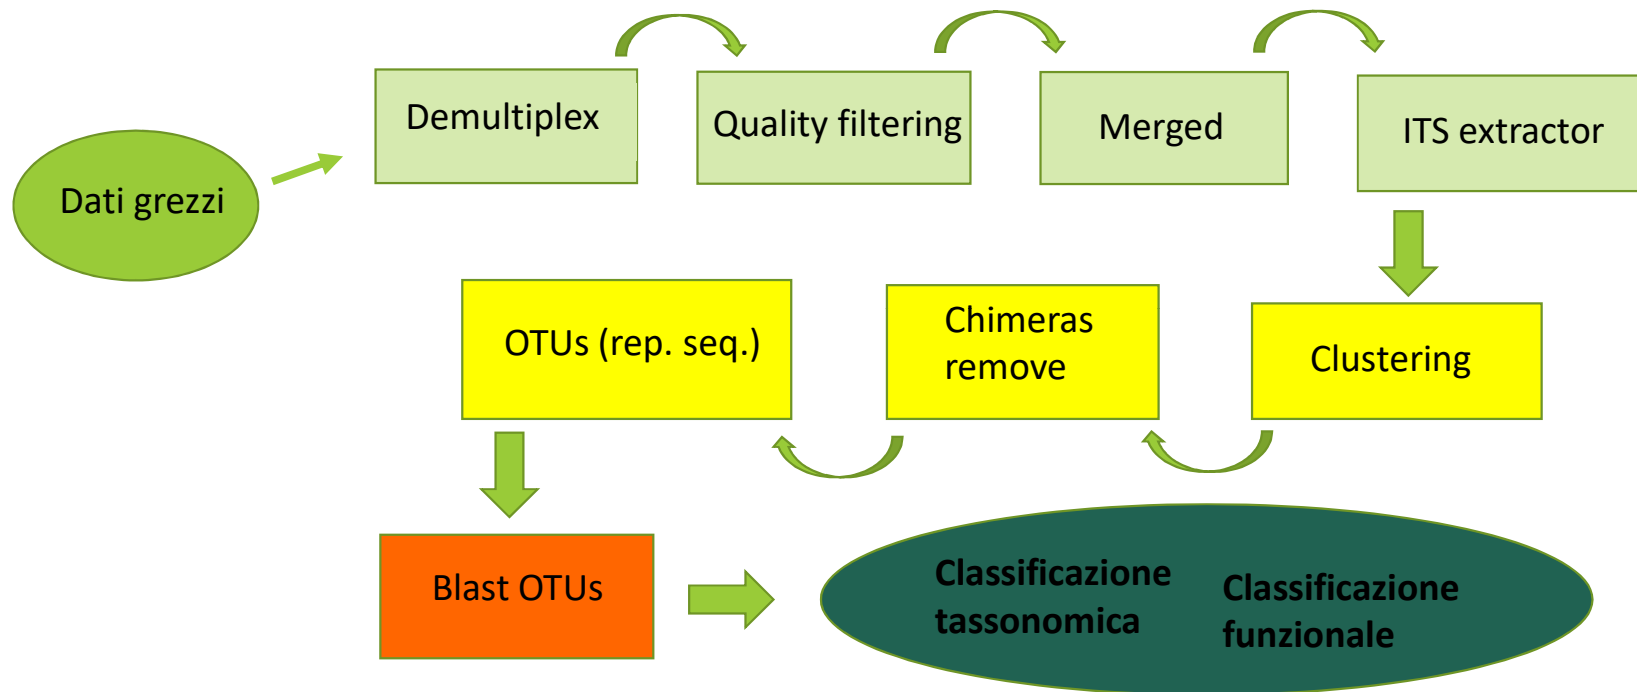 Dati grezzi
Demultiplex
Quality filtering
Merged
ITS extractor
Clustering
Chimeras
remove
OTUs (rep. seq.)
Blast OTUs
Classificazione
tassonomica
Classificazione
funzionale